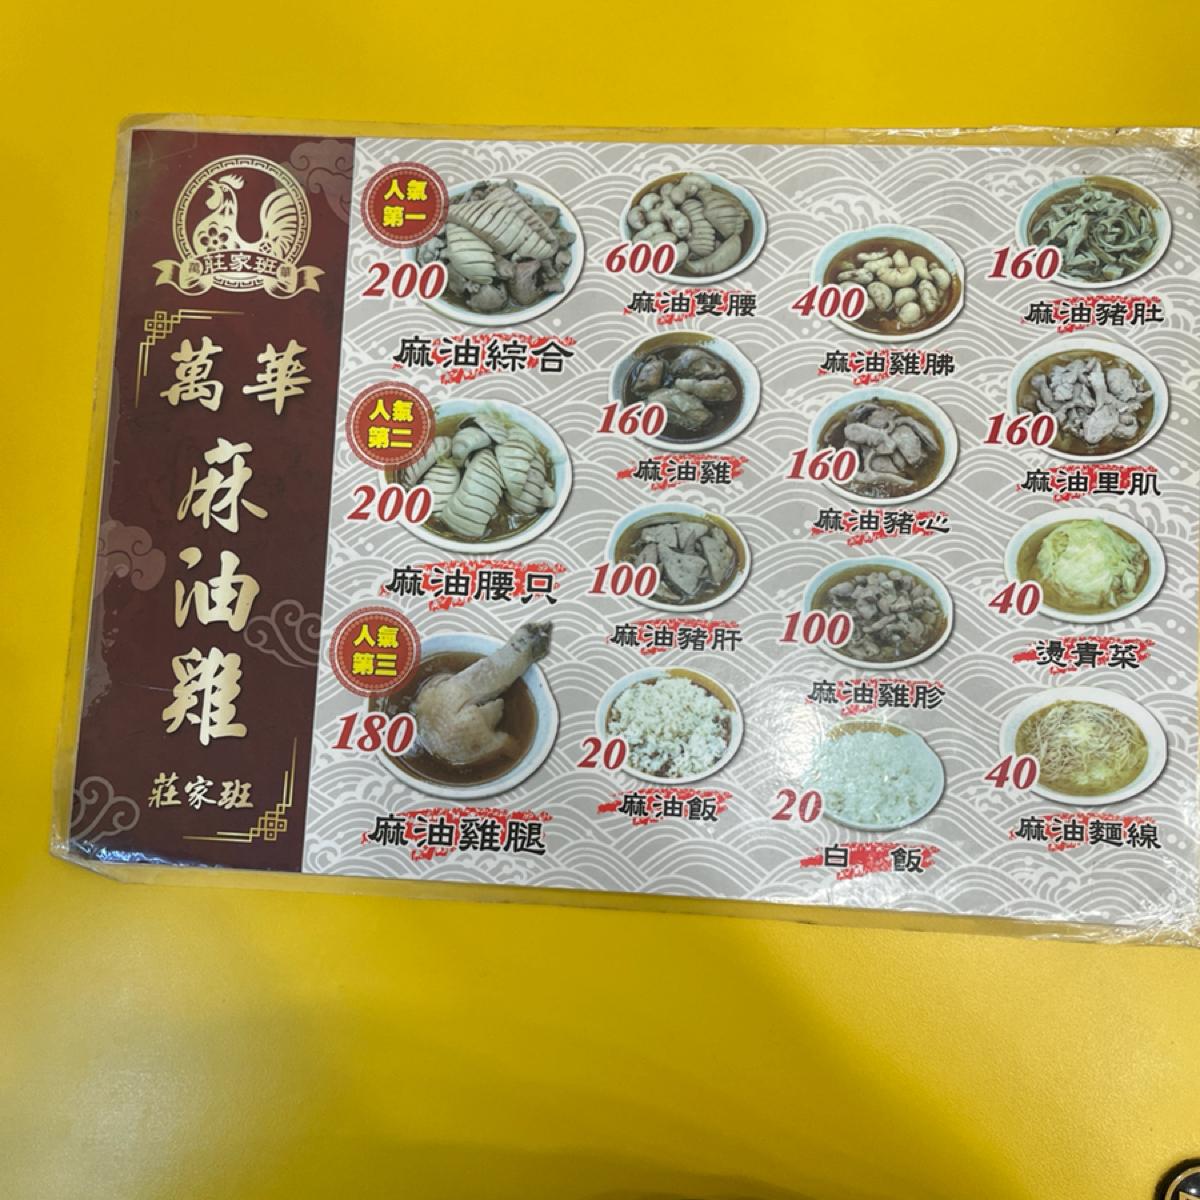 萬 莊家班 華
萬華
麻油雞
莊家班
人氣
第一
200
麻油綜合
人氣
第二
200
麻油腰只
人氣
第三
180
麻油雞腿
600
麻油雙腰
160
麻油雞
100
麻油豬肝
20
麻油飯
400
麻油雞胇
160
麻油豬心
100
麻油雞胗
20
白飯
160
麻油豬肚
160
麻油里肌
40
燙青菜
40
麻油麵線